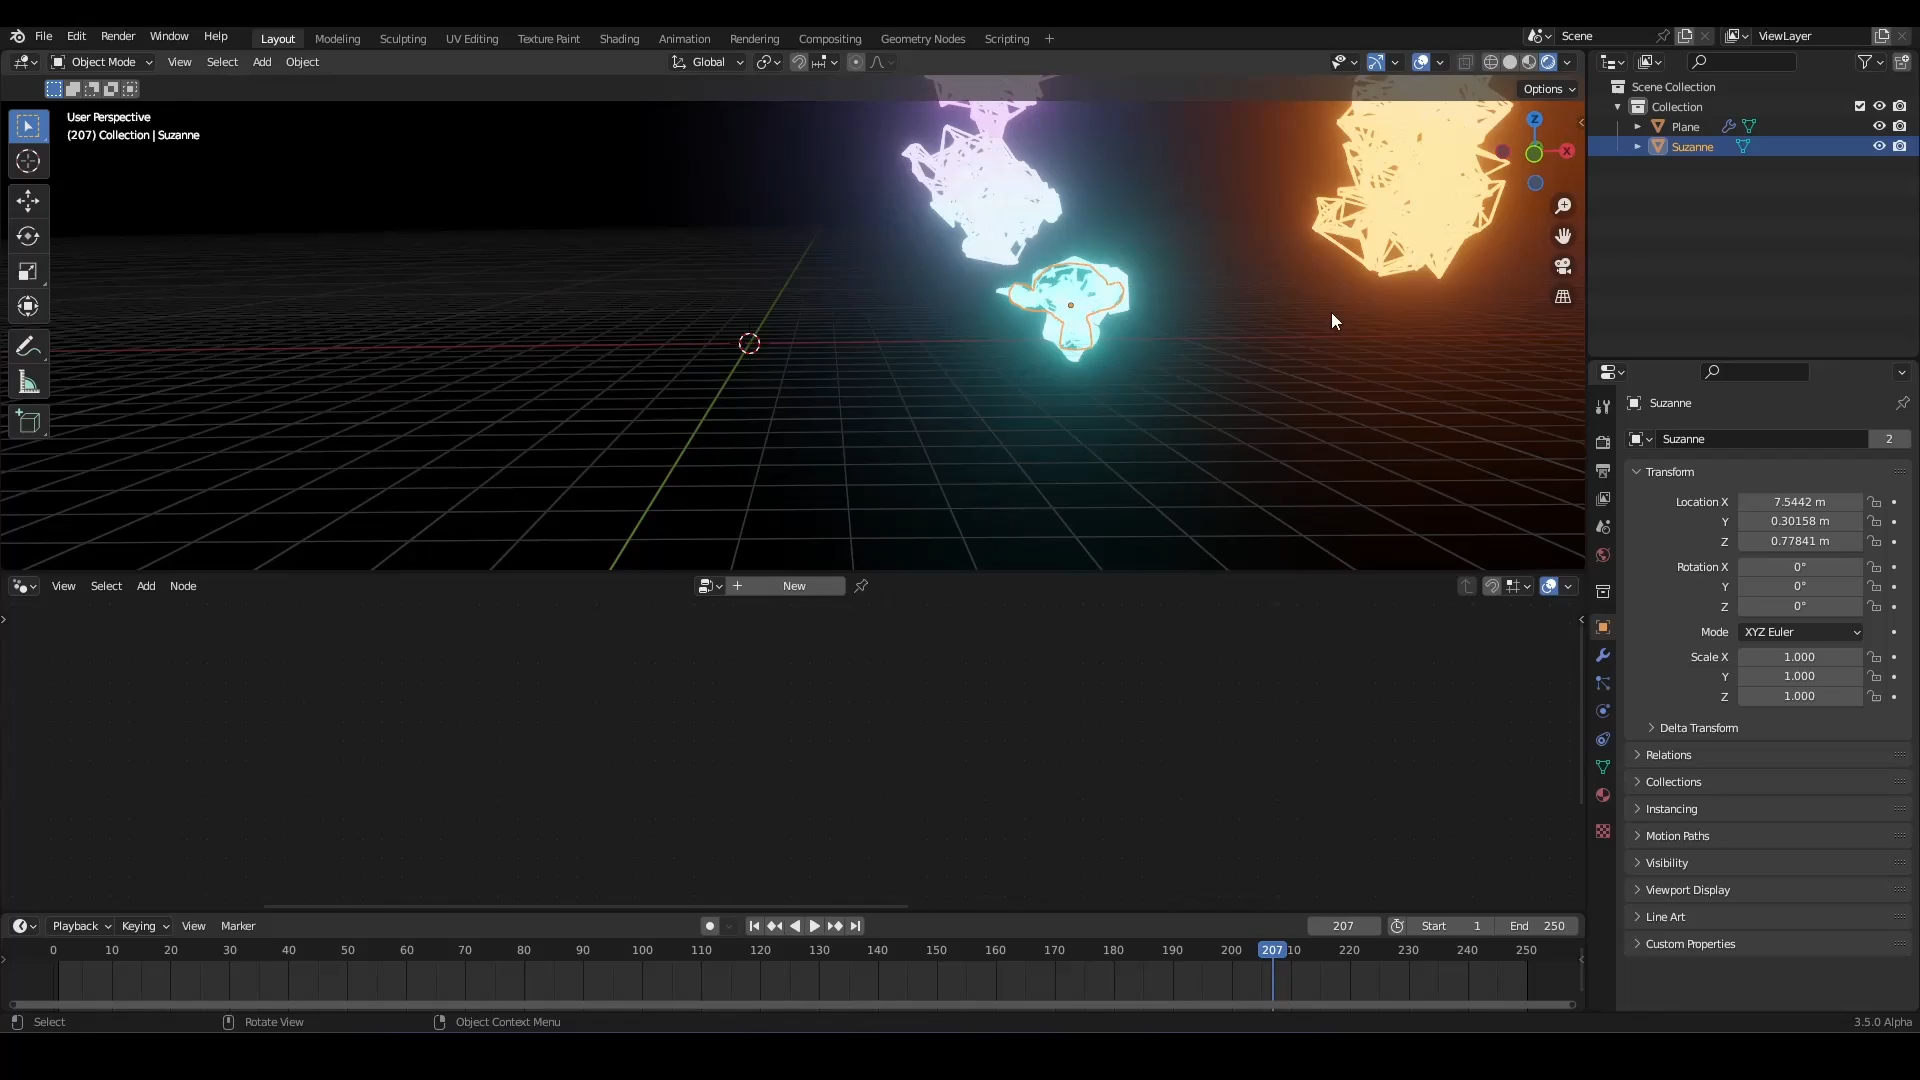 File Edit Render Window Help Layout Modeling Sculpting UV Editing Texture Paint Shading Animation Rendering Compositing Geometry Nodes Scripting + Scene ViewLayer
Object Mode View Select Add Object Global
Options
User Perspective
(207) Collection | Suzanne
Z
X
Scene Collection
Collection
Plane
Suzanne
Suzanne
Suzanne 2
Transform
Location X 7.5442 m
Y 0.30158 m
Z 0.77841 m
Rotation X 0°
Y 0°
Z 0°
Mode XYZ Euler
Scale X 1.000
Y 1.000
Z 1.000
Delta Transform
Relations
Collections
Instancing
Motion Paths
Visibility
Viewport Display
Line Art
Custom Properties
View Select Add Node + New
Playback Keying View Marker 207 Start 1 End 250
0 10 20 30 40 50 60 70 80 90 100 110 120 130 140 150 160 170 180 190 200 207 10 220 230 240 250
Select Rotate View Object Context Menu 3.5.0 Alpha